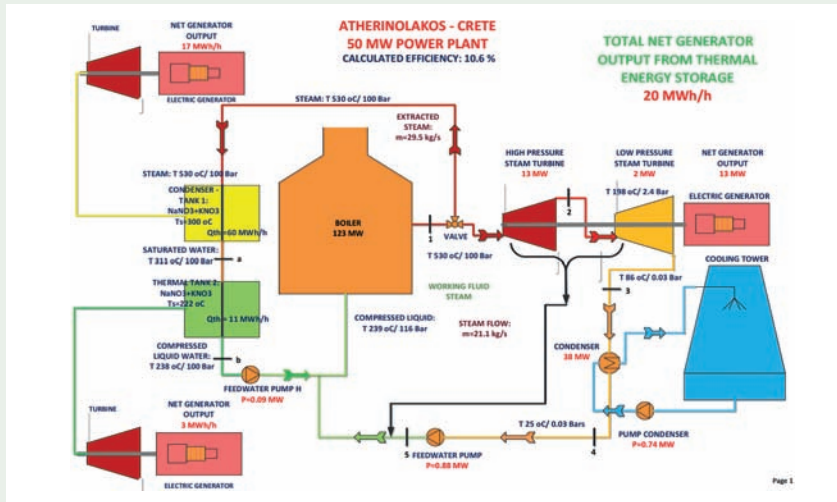 ATHERINOLAKOS - CRETE
50 MW POWER PLANT
CALCULATED EFFICIENCY: 10.6 %
TOTAL NET GENERATOR
OUTPUT FROM THERMAL
ENERGY STORAGE
20 MWh/h
TURBINE
NET GENERATOR
OUTPUT
17 MWh/h
ELECTRIC GENERATOR
STEAM: T 530 oC/ 100 Bar
EXTRACTED
STEAM:
m=29.5 kg/s
STEAM: T 530 oC/ 100 Bar
CONDENSER -
TANK 1:
NaNO3+KNO3
Ts=300 oC
Qth=60 MWh/h
SATURATED WATER:
T 311 oC/ 100 Bar
a
THERMAL TANK 2:
NaNO3+KNO3
Ts=222 oC
Qth= 11 MWh/h
COMPRESSED
LIQUID WATER:
T 238 oC/ 100 Bar
b
FEEDWATER PUMP H
P=0.09 MW
BOILER
123 MW
1
VALVE
T 530 oC/ 100 Bar
WORKING FLUID
STEAM
COMPRESSED LIQUID:
T 239 oC/ 116 Bar
STEAM FLOW:
m=21.1 kg/s
HIGH PRESSURE
STEAM TURBINE
13 MW
2
LOW PRESSURE
STEAM TURBINE
2 MW
T 198 oC/ 2.4 Bar
NET GENERATOR
OUTPUT
13 MW
ELECTRIC GENERATOR
COOLING TOWER
T 86 oC/ 0.03 Bar
3
CONDENSER
38 MW
PUMP CONDENSER
P=0.74 MW
T 25 oC/ 0.03 Bars
4
5
FEEDWATER PUMP
P=0.88 MW
TURBINE
NET GENERATOR
OUTPUT
3 MWh/h
ELECTRIC GENERATOR
Page 1